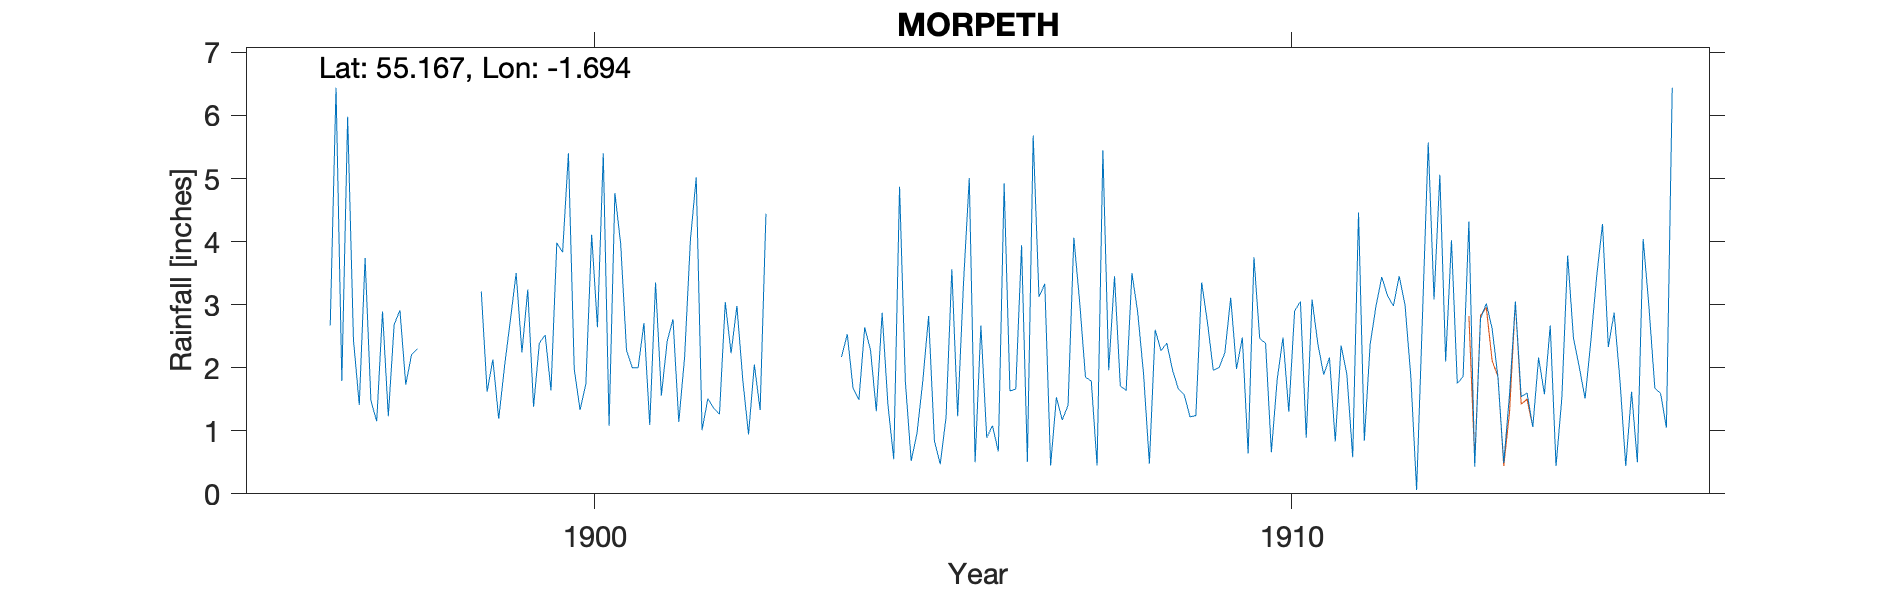 MORPETH
Lat: 55.167, Lon: -1.694
7
6
5
4
3
2
1
0
Rainfall [inches]
1900
1910
Year